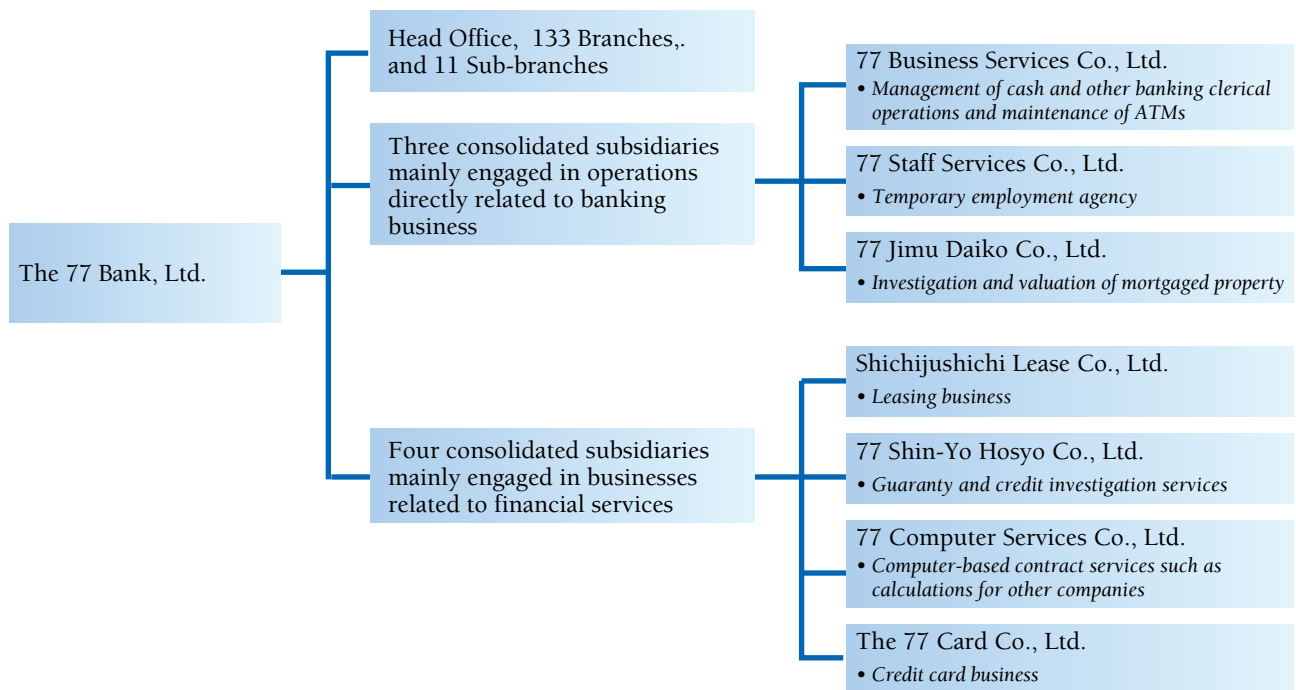 The 77 Bank, Ltd.
Head Office,  133 Branches,.
and 11 Sub-branches
Three consolidated subsidiaries
mainly engaged in operations
directly related to banking
business
77 Business Services Co., Ltd.
• Management of cash and other banking clerical
operations and maintenance of ATMs
77 Staff Services Co., Ltd.
• Temporary employment agency
77 Jimu Daiko Co., Ltd.
• Investigation and valuation of mortgaged property
Four consolidated subsidiaries
mainly engaged in businesses
related to financial services
Shichijushichi Lease Co., Ltd.
• Leasing business
77 Shin-Yo Hosyo Co., Ltd.
• Guaranty and credit investigation services
77 Computer Services Co., Ltd.
• Computer-based contract services such as
calculations for other companies
The 77 Card Co., Ltd.
• Credit card business